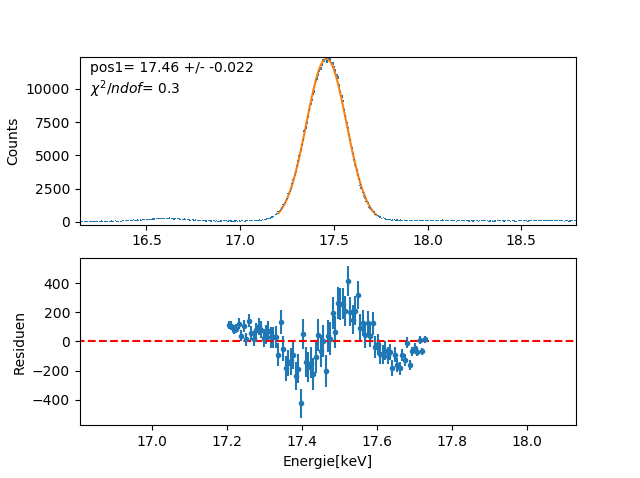 pos1= 17.46 +/- -0.022
χ²/ndof= 0.3
10000
7500
5000
2500
0
Counts
16.5 17.0 17.5 18.0 18.5
400
200
0
−200
−400
Residuen
17.0 17.2 17.4 17.6 17.8 18.0
Energie[keV]